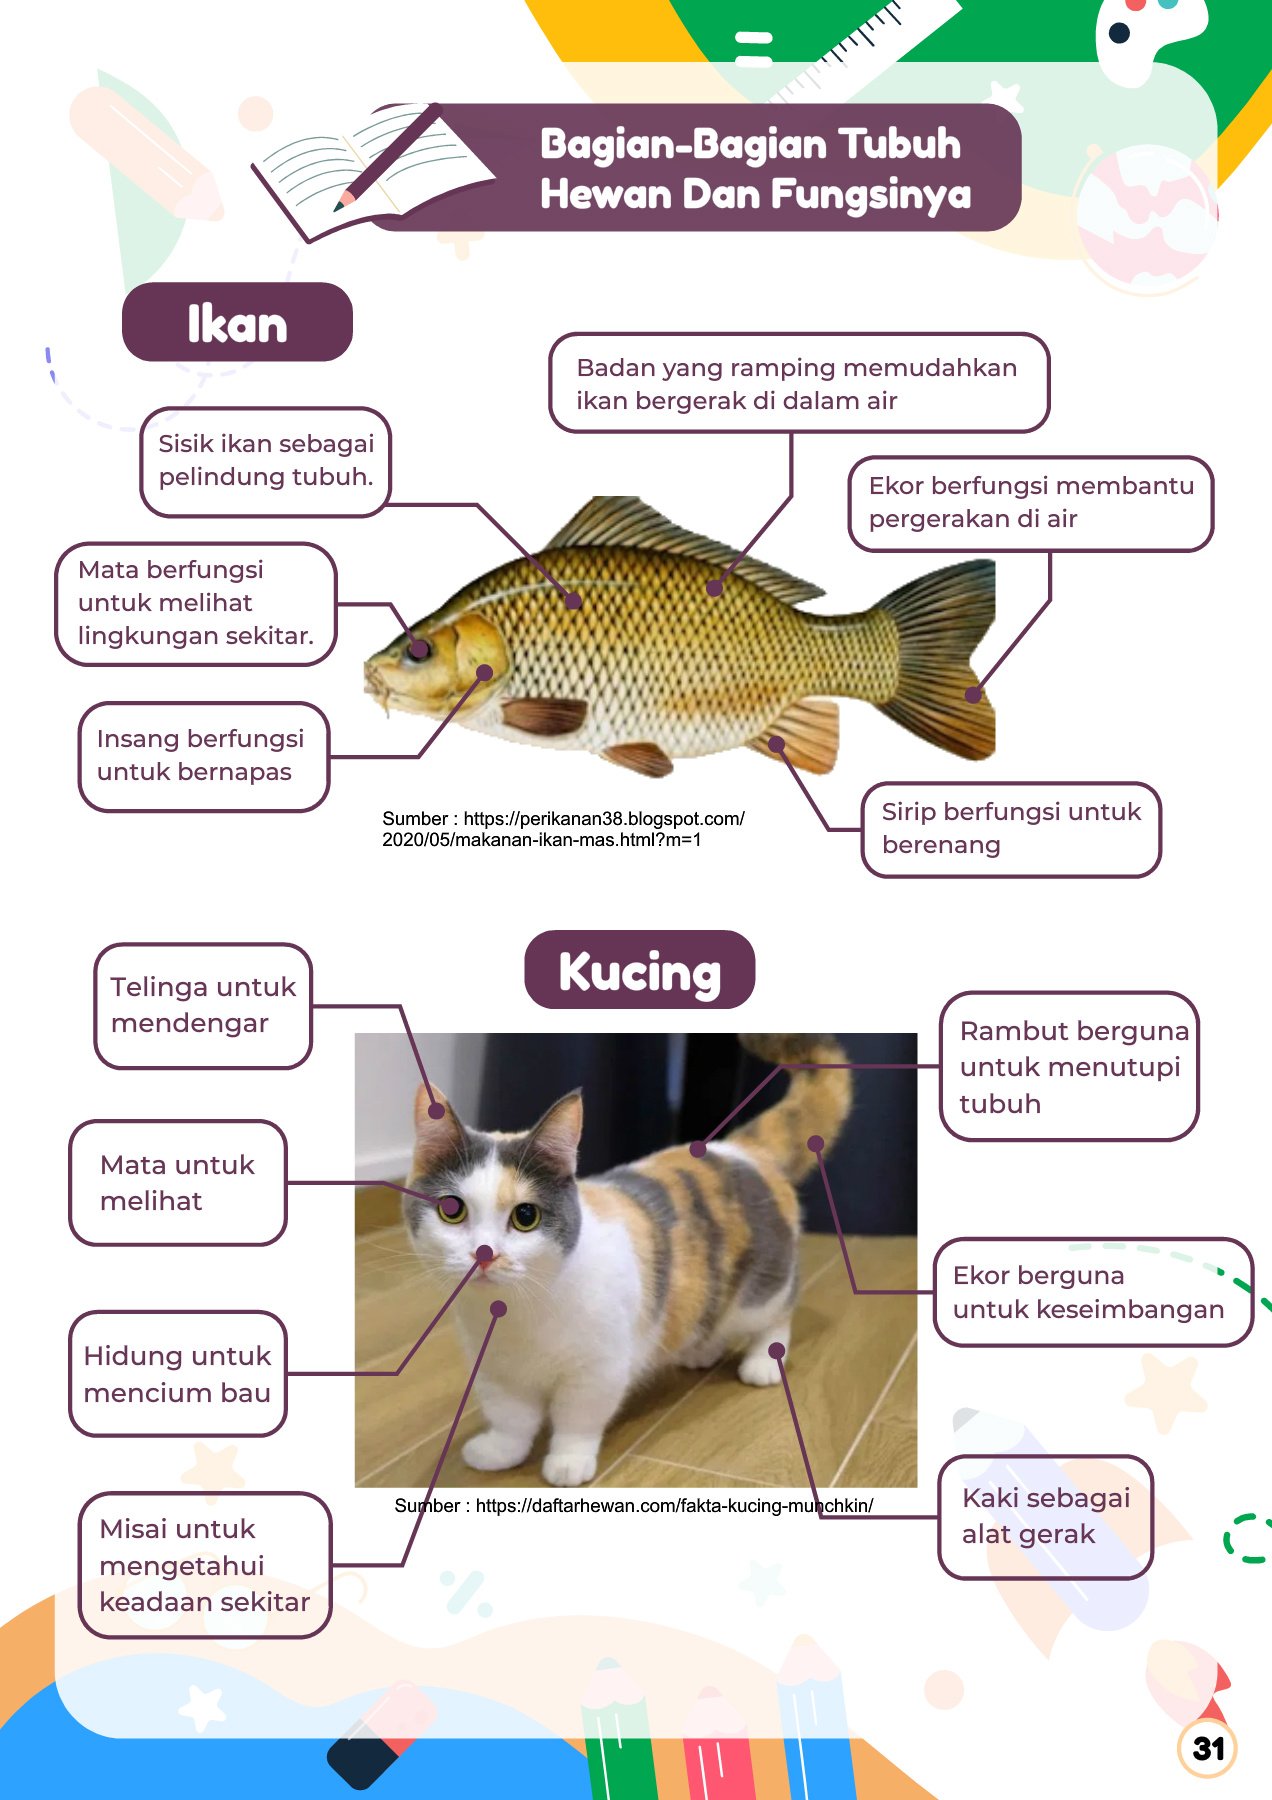 Bagian-Bagian Tubuh
Hewan Dan Fungsinya
Ikan
Badan yang ramping memudahkan
ikan bergerak di dalam air
Sisik ikan sebagai
pelindung tubuh.
Ekor berfungsi membantu
pergerakan di air
Mata berfungsi
untuk melihat
lingkungan sekitar.
Insang berfungsi
untuk bernapas
Sirip berfungsi untuk
berenang
Sumber : https://perikanan38.blogspot.com/
2020/05/makanan-ikan-mas.html?m=1
Kucing
Telinga untuk
mendengar
Rambut berguna
untuk menutupi
tubuh
Mata untuk
melihat
Ekor berguna
untuk keseimbangan
Hidung untuk
mencium bau
Kaki sebagai
alat gerak
Misai untuk
mengetahui
keadaan sekitar
Sumber : https://daftarhewan.com/fakta-kucing-munchkin/
31